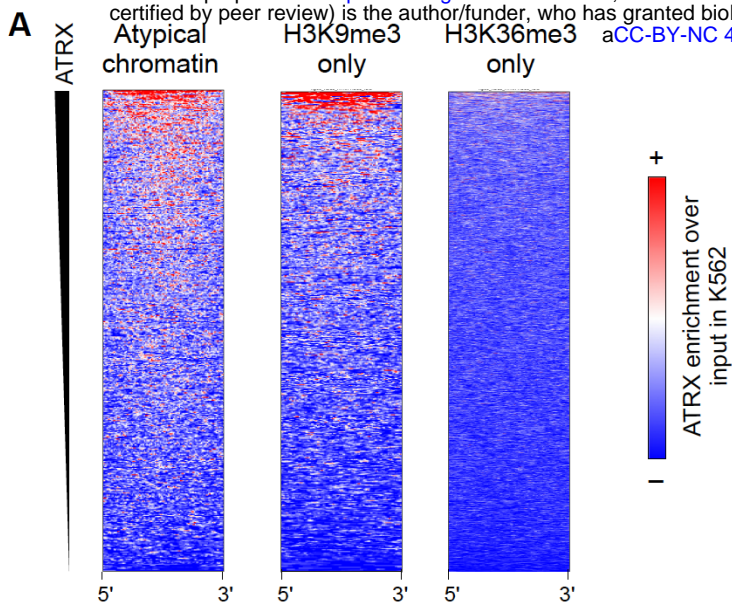 certified by peer review) is the author/funder, who has granted biol
aCC-BY-NC 4
A
ATRX
Atypical
chromatin
H3K9me3
only
H3K36me3
only
+
ATRX enrichment over
input in K562
−
5' 3' 5' 3' 5' 3'